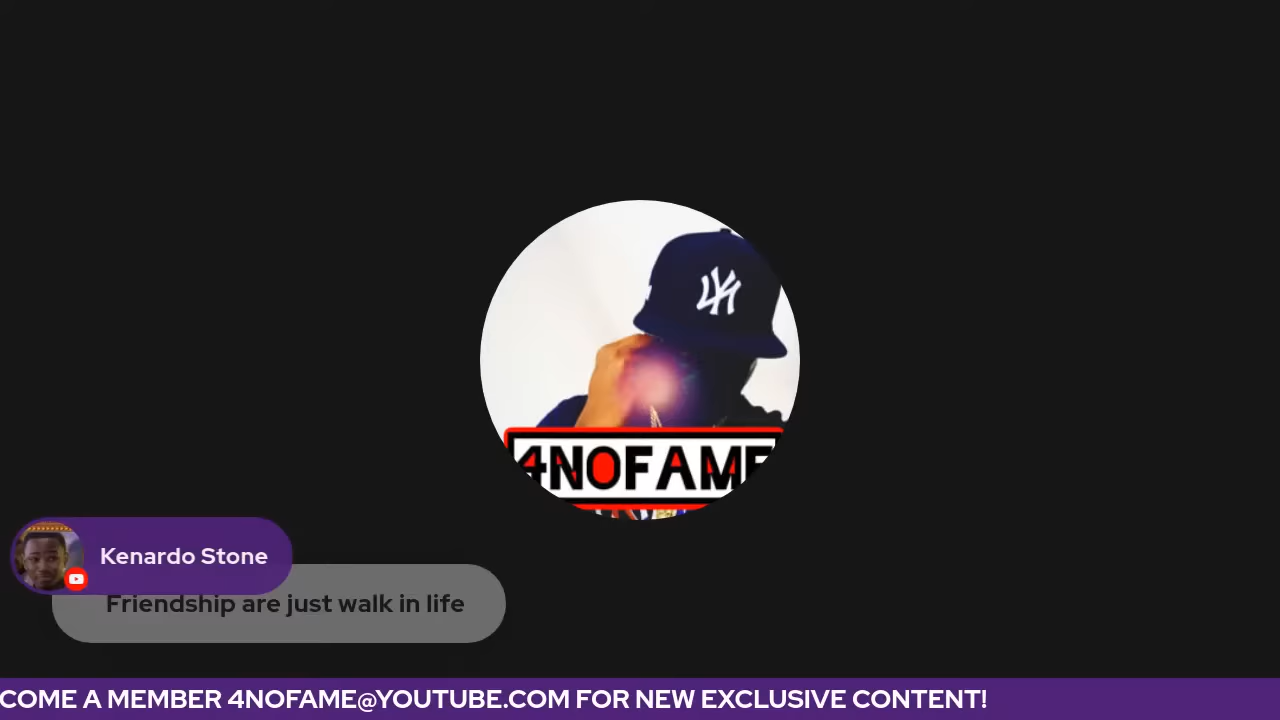 4NOFAME
Kenardo Stone
Friendship are just walk in life
COME A MEMBER 4NOFAME@YOUTUBE.COM FOR NEW EXCLUSIVE CONTENT!